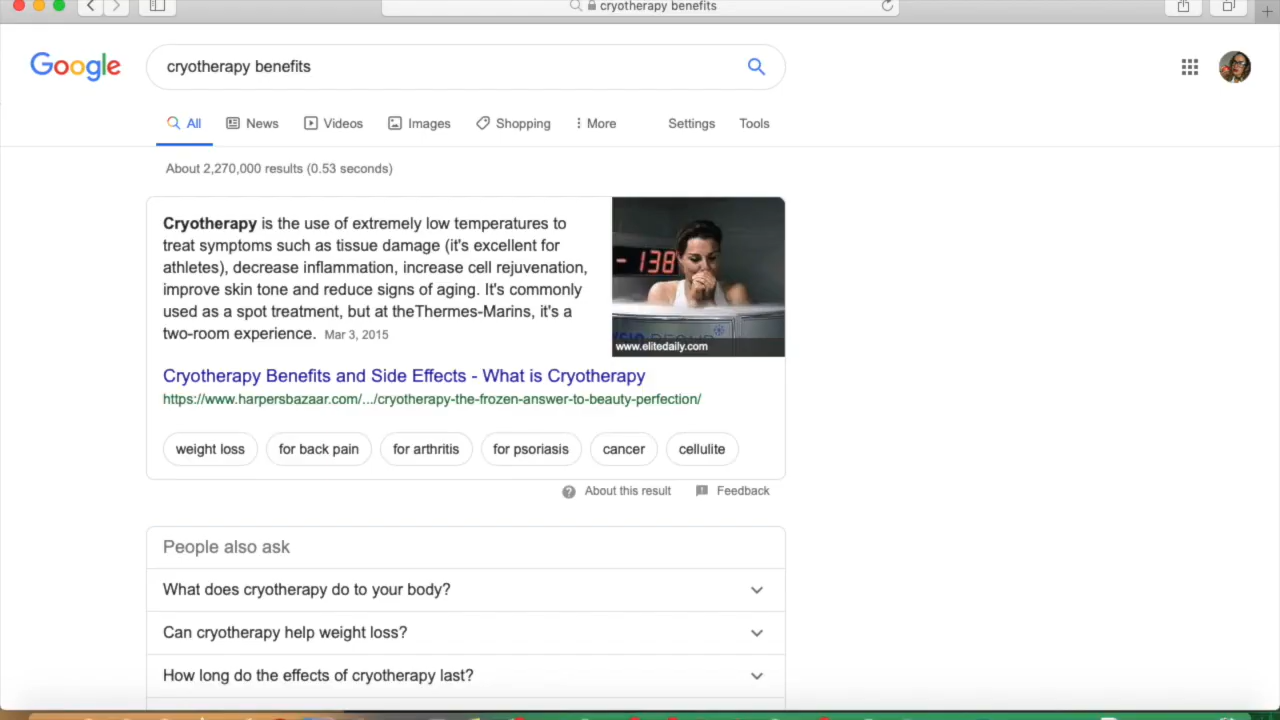 cryotherapy benefits
Google
cryotherapy benefits
All News Videos Images Shopping More Settings Tools
About 2,270,000 results (0.53 seconds)
Cryotherapy is the use of extremely low temperatures to
treat symptoms such as tissue damage (it's excellent for
athletes), decrease inflammation, increase cell rejuvenation,
improve skin tone and reduce signs of aging. It's commonly
used as a spot treatment, but at theThermes-Marins, it's a
two-room experience. Mar 3, 2015
- 138
www.elitedaily.com
Cryotherapy Benefits and Side Effects - What is Cryotherapy
https://www.harpersbazaar.com/.../cryotherapy-the-frozen-answer-to-beauty-perfection/
weight loss for back pain for arthritis for psoriasis cancer cellulite
About this result Feedback
People also ask
What does cryotherapy do to your body?
Can cryotherapy help weight loss?
How long do the effects of cryotherapy last?